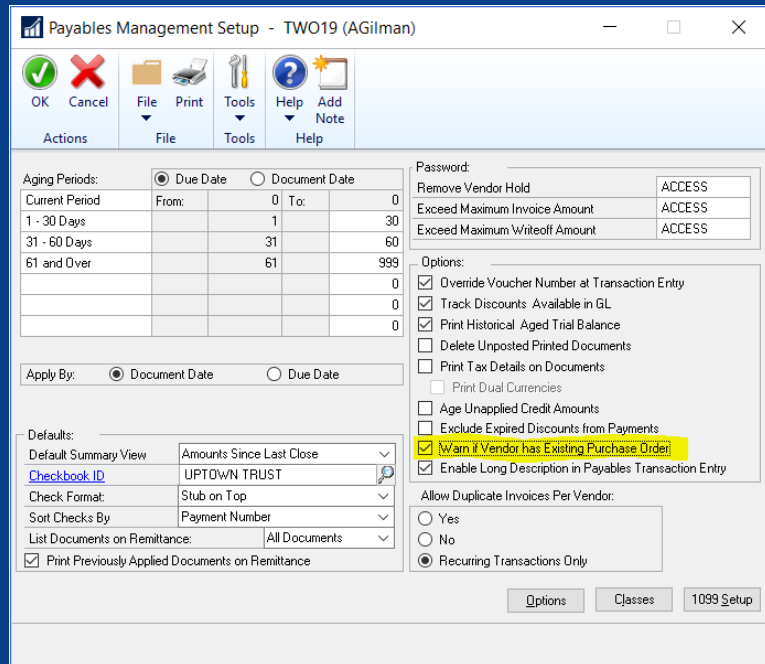 Payables Management Setup - TWO19 (AGilman)
OK Cancel File Print Tools Help Add Note
Actions File Tools Help
Aging Periods: Due Date Document Date
Current Period From: 0 To: 0
1 - 30 Days 1 30
31 - 60 Days 31 60
61 and Over 61 999
0
0
0
Apply By: Document Date Due Date
Defaults:
Default Summary View Amounts Since Last Close
Checkbook ID UPTOWN TRUST
Check Format: Stub on Top
Sort Checks By Payment Number
List Documents on Remittance: All Documents
Print Previously Applied Documents on Remittance
Password:
Remove Vendor Hold ACCESS
Exceed Maximum Invoice Amount ACCESS
Exceed Maximum Writeoff Amount ACCESS
Options:
Override Voucher Number at Transaction Entry
Track Discounts Available in GL
Print Historical Aged Trial Balance
Delete Unposted Printed Documents
Print Tax Details on Documents
Print Dual Currencies
Age Unapplied Credit Amounts
Exclude Expired Discounts from Payments
Warn if Vendor has Existing Purchase Order
Enable Long Description in Payables Transaction Entry
Allow Duplicate Invoices Per Vendor:
Yes
No
Recurring Transactions Only
Options Classes 1099 Setup